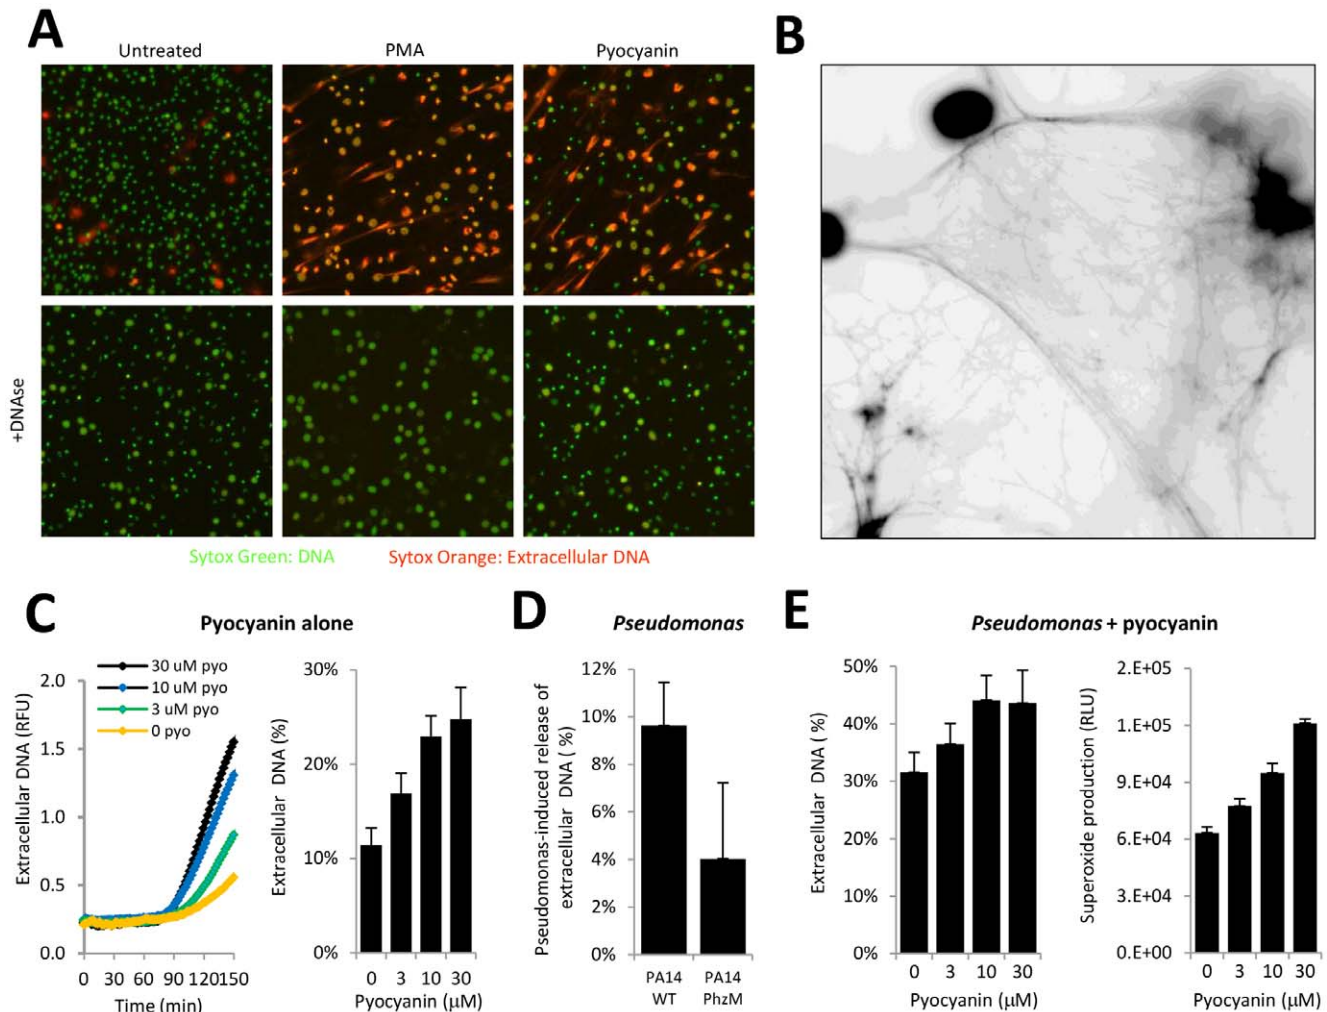 A
Untreated
PMA
Pyocyanin
+DNAse
Sytox Green: DNA
Sytox Orange: Extracellular DNA
B
C
Pyocyanin alone
Extracellular DNA (RFU)
2.0
1.5
1.0
0.5
0.0
30 uM pyo
10 uM pyo
3 uM pyo
0 pyo
0 30 60 90 120150
Time (min)
Extracellular DNA (%)
30%
20%
10%
0%
0 3 10 30
Pyocyanin (μM)
D
Pseudomonas
Pseudomonas-induced release of
extracellular DNA ( %)
12%
10%
8%
6%
4%
2%
0%
PA14 PA14
WT PhzM
E
Pseudomonas + pyocyanin
Extracellular DNA ( %)
50%
40%
30%
20%
10%
0%
0 3 10 30
Pyocyanin (μM)
Superoxide production (RLU)
2.E+05
1.E+05
9.E+04
6.E+04
3.E+04
0.E+00
0 3 10 30
Pyocyanin (μM)